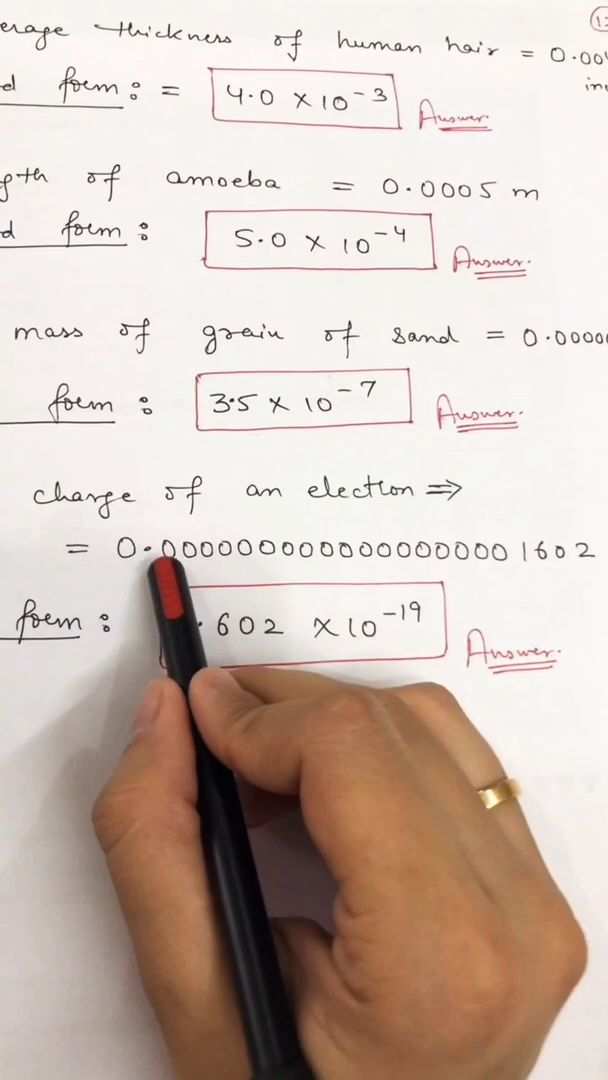 erage thickness of human hair = 0.00
d form : = 4.0 × 10⁻³ Answer
gth of amoeba = 0.0005 m
d form : 5.0 × 10⁻⁴ Answer.
mass of grain of sand = 0.0000
form : 3.5 × 10⁻⁷ Answer.
charge of an electron ⇒
= 0.0000000000000000001602
form : .602 × 10⁻¹⁹ Answer.